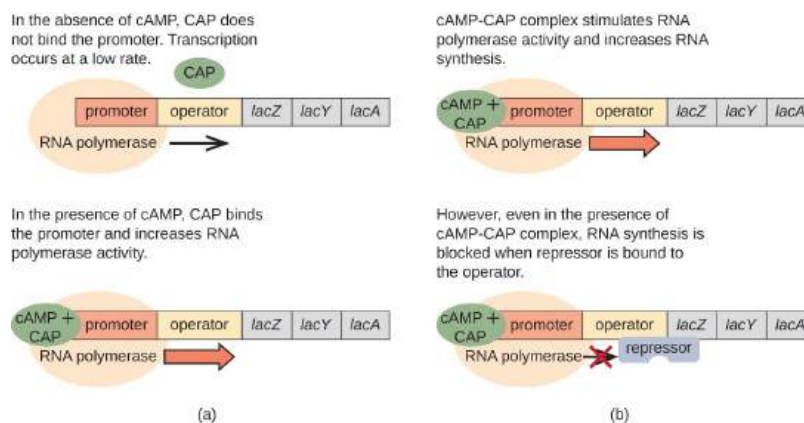 In the absence of cAMP, CAP does
not bind the promoter. Transcription
occurs at a low rate.
CAP
promoter operator lacZ lacY lacA
RNA polymerase
In the presence of cAMP, CAP binds
the promoter and increases RNA
polymerase activity.
cAMP +
CAP
promoter operator lacZ lacY lacA
RNA polymerase
(a)
cAMP-CAP complex stimulates RNA
polymerase activity and increases RNA
synthesis.
cAMP +
CAP
promoter operator lacZ lacY lacA
RNA polymerase
However, even in the presence of
cAMP-CAP complex, RNA synthesis is
blocked when repressor is bound to
the operator.
cAMP +
CAP
promoter operator lacZ lacY lacA
RNA polymerase
repressor
(b)